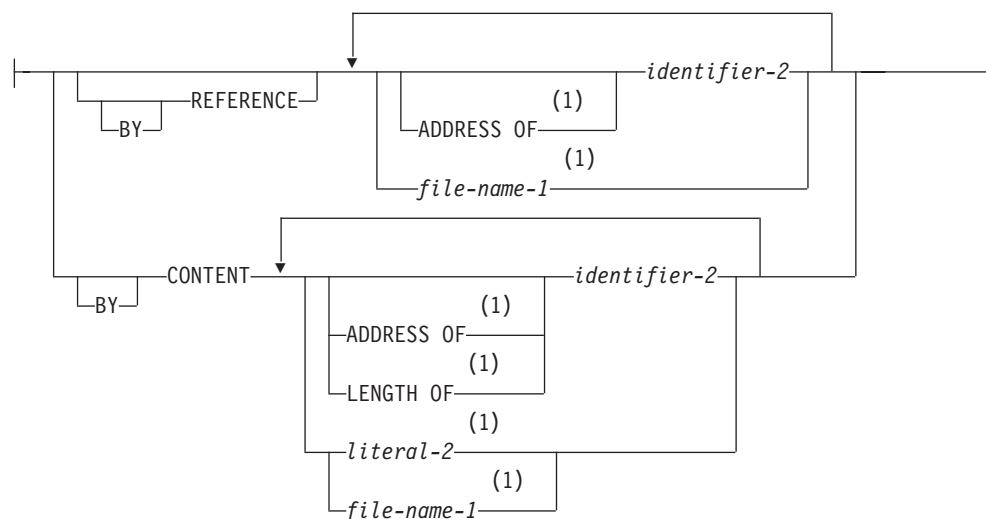 identifier-2
REFERENCE (1)
BY ADDRESS OF
(1)
file-name-1
CONTENT identifier-2
BY (1)
ADDRESS OF
(1)
LENGTH OF
(1)
literal-2
(1)
file-name-1